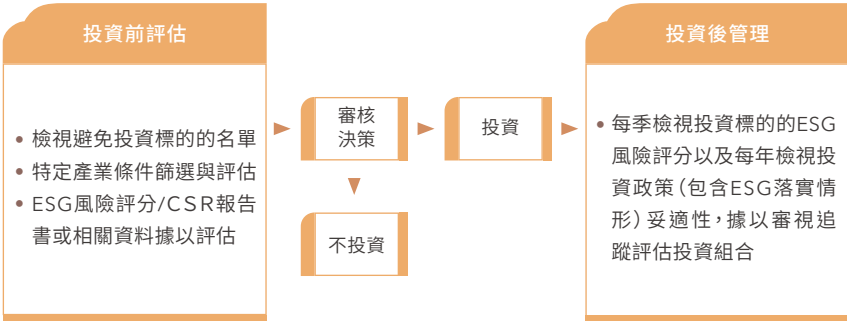 投資前評估
• 檢視避免投資標的的名單
• 特定產業條件篩選與評估
• ESG風險評分/CSR報告
書或相關資料據以評估
審核
決策
不投資
投資
投資後管理
• 每季檢視投資標的的ESG
風險評分以及每年檢視投
資政策(包含ESG落實情
形)妥適性,據以審視追
蹤評估投資組合